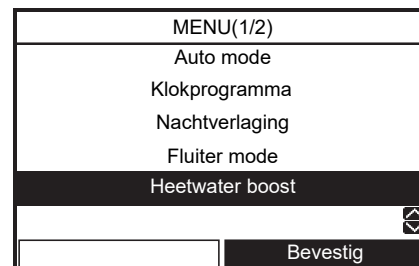 MENU(1/2)
Auto mode
Klokprogramma
Nachtverlaging
Fluiter mode
Heetwater boost
Bevestig